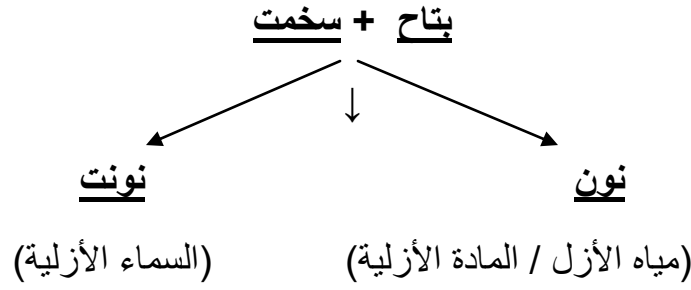 بتاح + سخمت
↓
نون نونت
(مياه الأزل / المادة الأزلية) (السماء الأزلية)